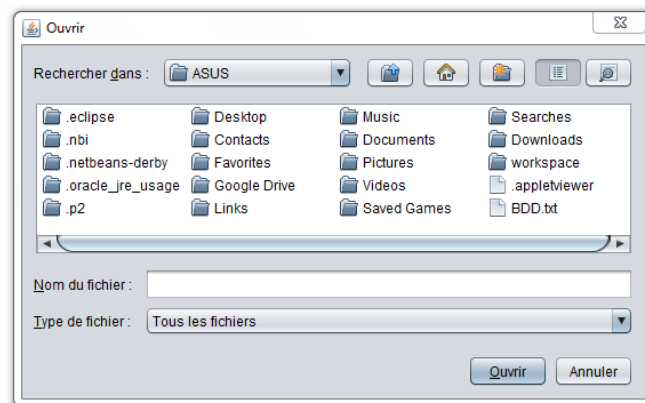 Ouvrir
Rechercher dans : ASUS
.eclipse Desktop Music Searches
.nbi Contacts Documents Downloads
.netbeans-derby Favorites Pictures workspace
.oracle_jre_usage Google Drive Videos .appletviewer
.p2 Links Saved Games BDD.txt
Nom du fichier :
Type de fichier : Tous les fichiers
Ouvrir Annuler